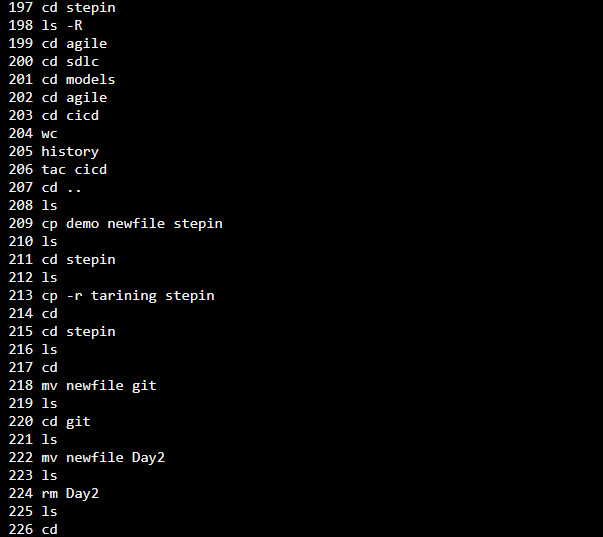 197 cd stepin
198 ls -R
199 cd agile
200 cd sdlc
201 cd models
202 cd agile
203 cd cicd
204 wc
205 history
206 tac cicd
207 cd ..
208 ls
209 cp demo newfile stepin
210 ls
211 cd stepin
212 ls
213 cp -r tarining stepin
214 cd
215 cd stepin
216 ls
217 cd
218 mv newfile git
219 ls
220 cd git
221 ls
222 mv newfile Day2
223 ls
224 rm Day2
225 ls
226 cd